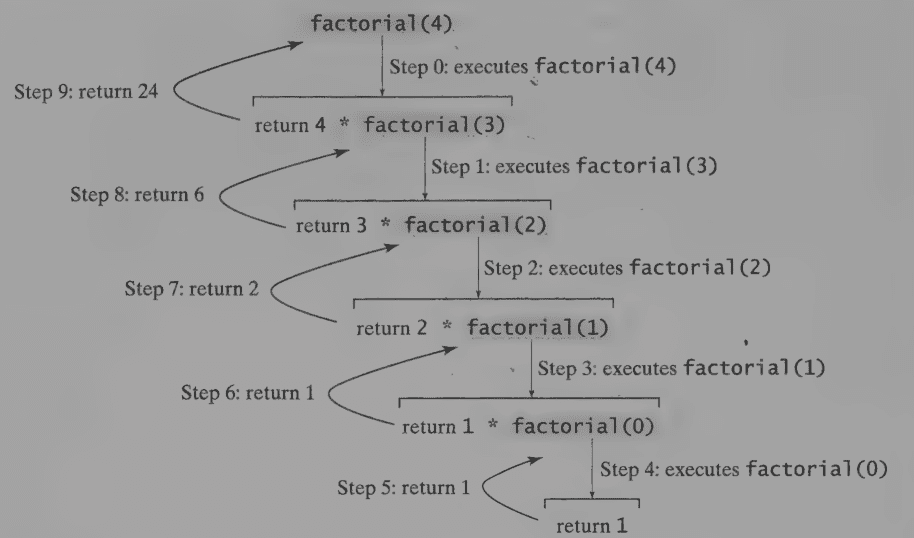 factorial(4)
Step 0: executes factorial(4)
Step 9: return 24
return 4 * factorial(3)
Step 1: executes factorial(3)
Step 8: return 6
return 3 * factorial(2)
Step 2: executes factorial(2)
Step 7: return 2
return 2 * factorial(1)
Step 3: executes factorial(1)
Step 6: return 1
return 1 * factorial(0)
Step 4: executes factorial(0)
Step 5: return 1
return 1